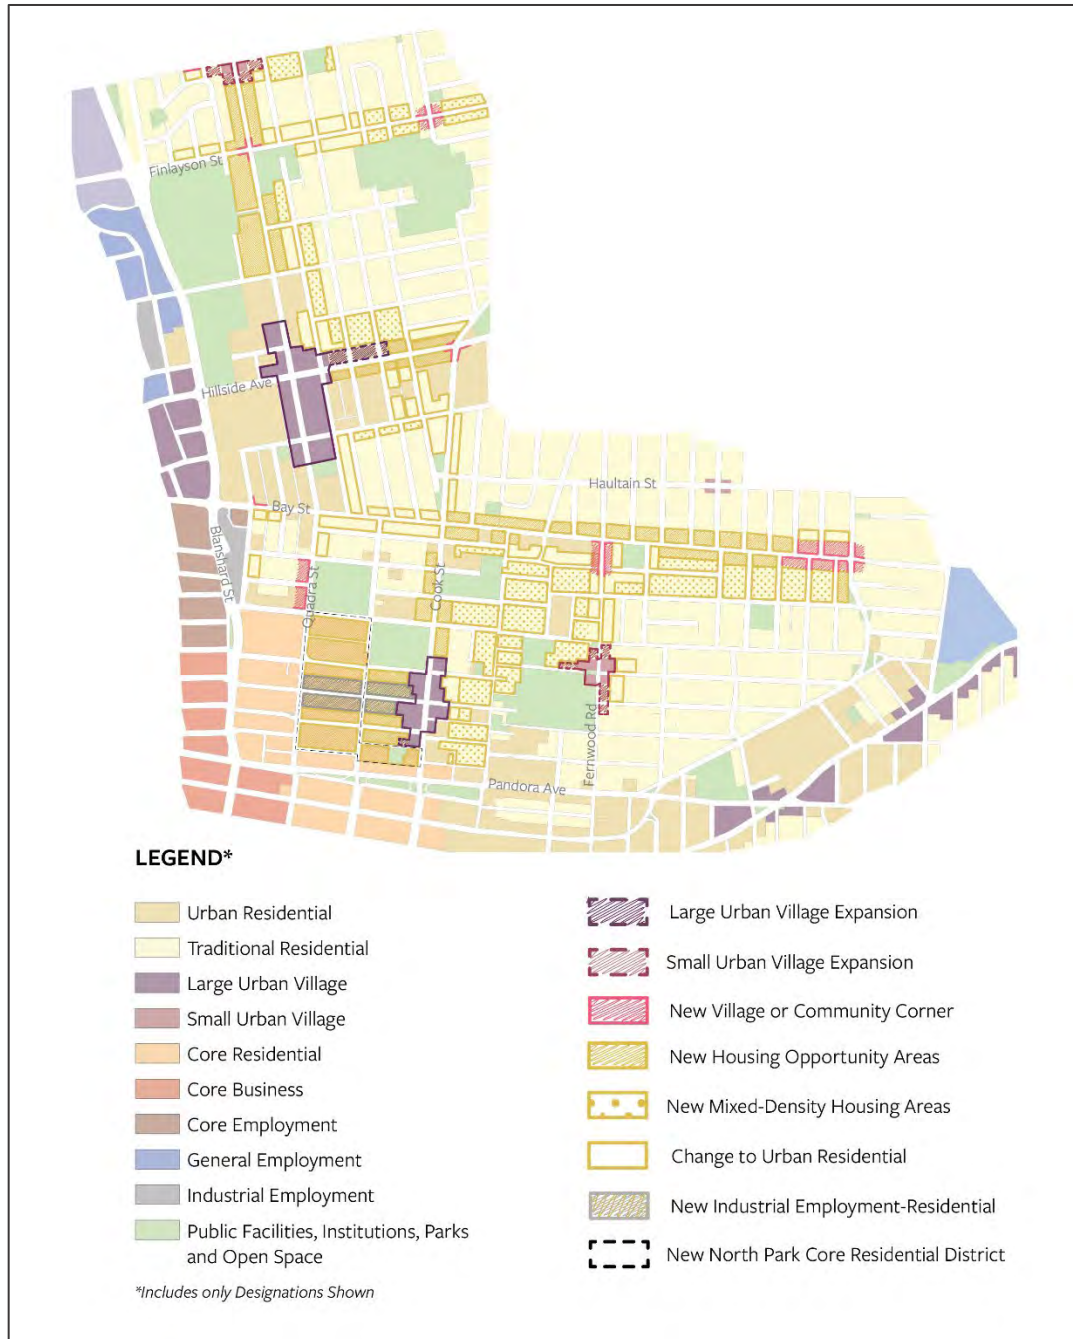 Finlayson St
Hillside Ave
Haultain St
Bay St
Blanshard St
Quadra St
Cook St
Fernwood Rd
Pandora Ave
LEGEND*
Urban Residential
Traditional Residential
Large Urban Village
Small Urban Village
Core Residential
Core Business
Core Employment
General Employment
Industrial Employment
Public Facilities, Institutions, Parks
and Open Space
*Includes only Designations Shown
Large Urban Village Expansion
Small Urban Village Expansion
New Village or Community Corner
New Housing Opportunity Areas
New Mixed-Density Housing Areas
Change to Urban Residential
New Industrial Employment-Residential
New North Park Core Residential District